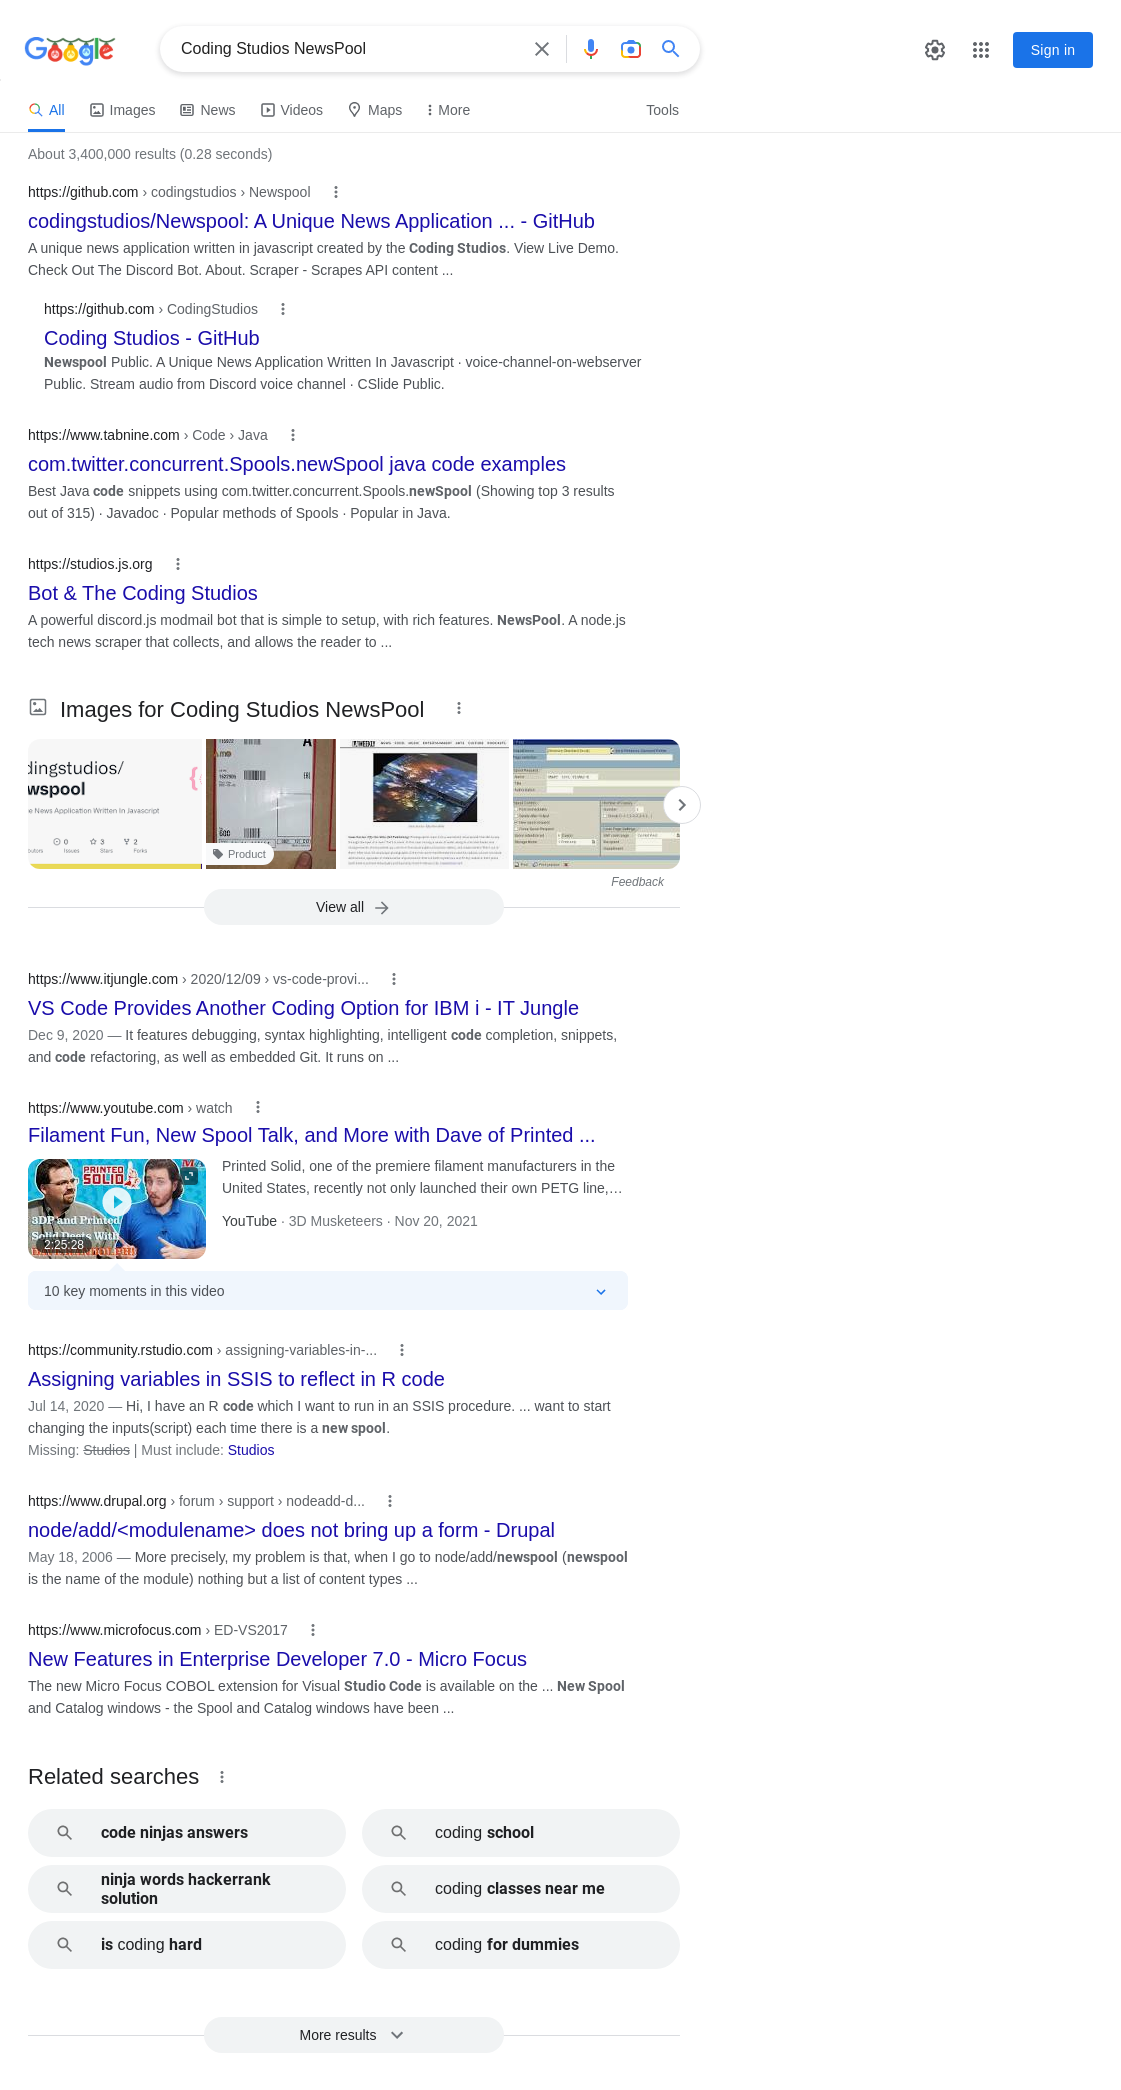 Google
Coding Studios NewsPool
Sign in
All
Images
News
Videos
Maps
More
Tools
About 3,400,000 results (0.28 seconds)
https://github.com › codingstudios › Newspool
codingstudios/Newspool: A Unique News Application ... - GitHub
A unique news application written in javascript created by the Coding Studios. View Live Demo.
Check Out The Discord Bot. About. Scraper - Scrapes API content ...
https://github.com › CodingStudios
Coding Studios - GitHub
Newspool Public. A Unique News Application Written In Javascript · voice-channel-on-webserver
Public. Stream audio from Discord voice channel · CSlide Public.
https://www.tabnine.com › Code › Java
com.twitter.concurrent.Spools.newSpool java code examples
Best Java code snippets using com.twitter.concurrent.Spools.newSpool (Showing top 3 results
out of 315) · Javadoc · Popular methods of Spools · Popular in Java.
https://studios.js.org
Bot & The Coding Studios
A powerful discord.js modmail bot that is simple to setup, with rich features. NewsPool. A node.js
tech news scraper that collects, and allows the reader to ...
Images for Coding Studios NewsPool
dingstudios/
wspool
e News Application Written In Javascript
0
3
2
Issues
Stars
Forks
Product
Feedback
View all
https://www.itjungle.com › 2020/12/09 › vs-code-provi...
VS Code Provides Another Coding Option for IBM i - IT Jungle
Dec 9, 2020 — It features debugging, syntax highlighting, intelligent code completion, snippets,
and code refactoring, as well as embedded Git. It runs on ...
https://www.youtube.com › watch
Filament Fun, New Spool Talk, and More with Dave of Printed ...
PRINTED
SOLID
3DP and Printed
Solid Deets With
2:25:28
Printed Solid, one of the premiere filament manufacturers in the
United States, recently not only launched their own PETG line,…
YouTube · 3D Musketeers · Nov 20, 2021
10 key moments in this video
https://community.rstudio.com › assigning-variables-in-...
Assigning variables in SSIS to reflect in R code
Jul 14, 2020 — Hi, I have an R code which I want to run in an SSIS procedure. ... want to start
changing the inputs(script) each time there is a new spool.
Missing: Studios | Must include: Studios
https://www.drupal.org › forum › support › nodeadd-d...
node/add/<modulename> does not bring up a form - Drupal
May 18, 2006 — More precisely, my problem is that, when I go to node/add/newspool (newspool
is the name of the module) nothing but a list of content types ...
https://www.microfocus.com › ED-VS2017
New Features in Enterprise Developer 7.0 - Micro Focus
The new Micro Focus COBOL extension for Visual Studio Code is available on the ... New Spool
and Catalog windows - the Spool and Catalog windows have been ...
Related searches
code ninjas answers
coding school
ninja words hackerrank
solution
coding classes near me
is coding hard
coding for dummies
More results